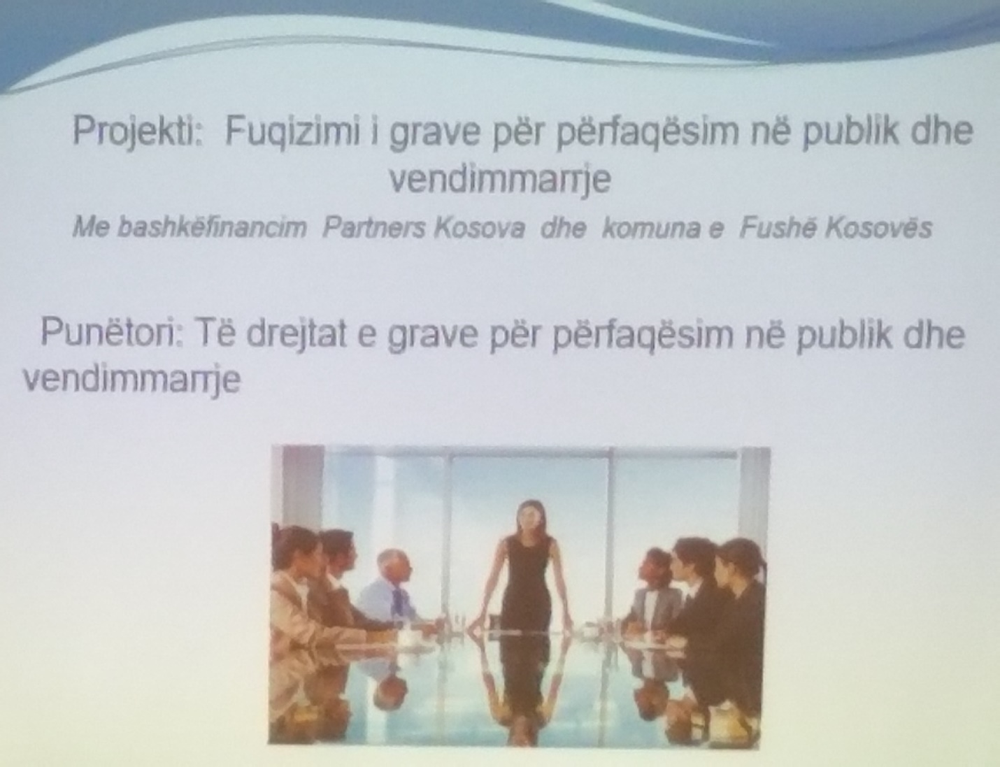 Projekti: Fuqizimi i grave për përfaqësim në publik dhe
vendimmarrje
Me bashkëfinancim Partners Kosova dhe komuna e Fushë Kosovës
Punëtori: Të drejtat e grave për përfaqësim në publik dhe
vendimmarrje